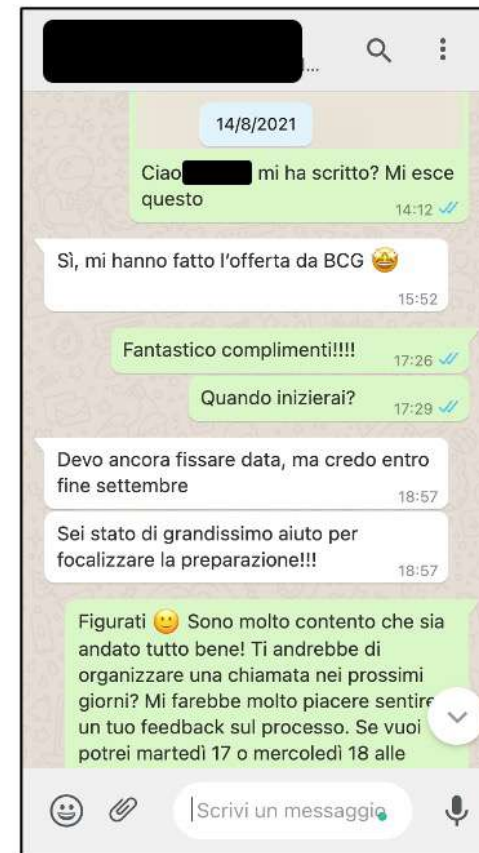 ...
14/8/2021
Ciao mi ha scritto? Mi esce
questo
14:12
Sì, mi hanno fatto l'offerta da BCG 🤩
15:52
Fantastico complimenti!!!!
17:26
Quando inizierai?
17:29
Devo ancora fissare data, ma credo entro
fine settembre
18:57
Sei stato di grandissimo aiuto per
focalizzare la preparazione!!!
18:57
Figurati 🙂 Sono molto contento che sia
andato tutto bene! Ti andrebbe di
organizzare una chiamata nei prossimi
giorni? Mi farebbe molto piacere sentire
un tuo feedback sul processo. Se vuoi
potrei martedì 17 o mercoledì 18 alle
Scrivi un messaggio